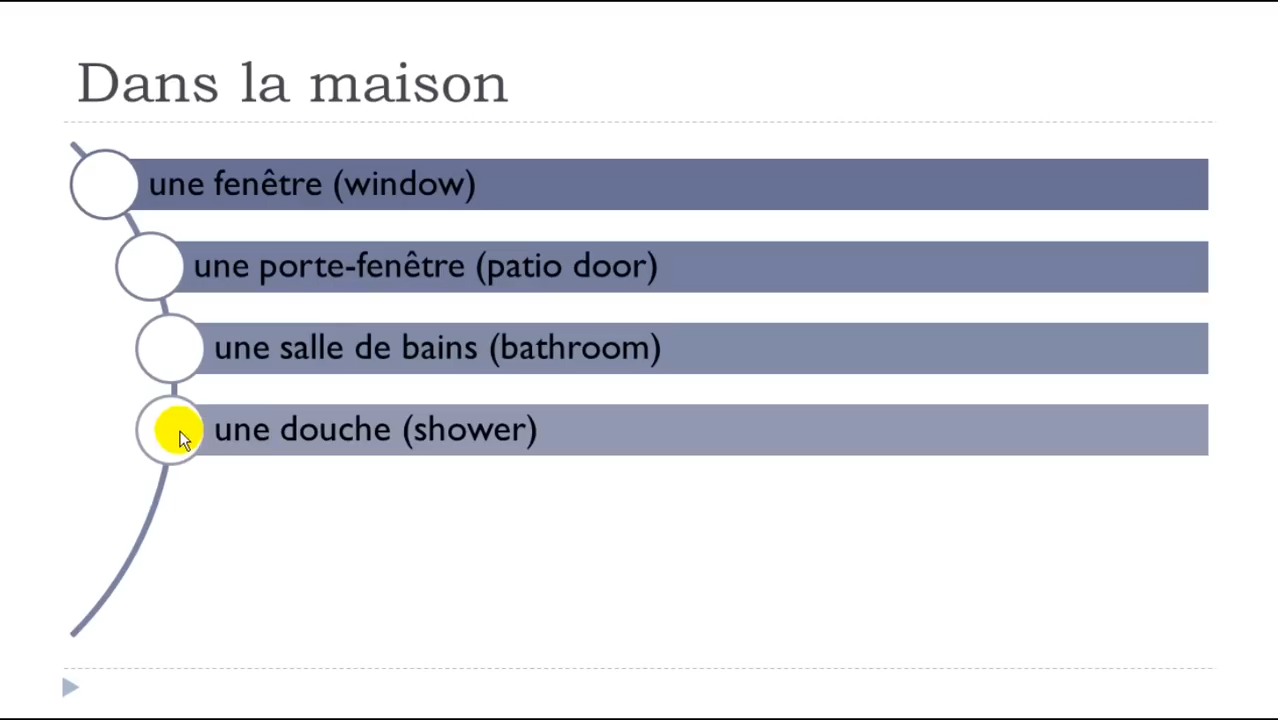 Dans la maison
une fenêtre (window)
une porte-fenêtre (patio door)
une salle de bains (bathroom)
une douche (shower)